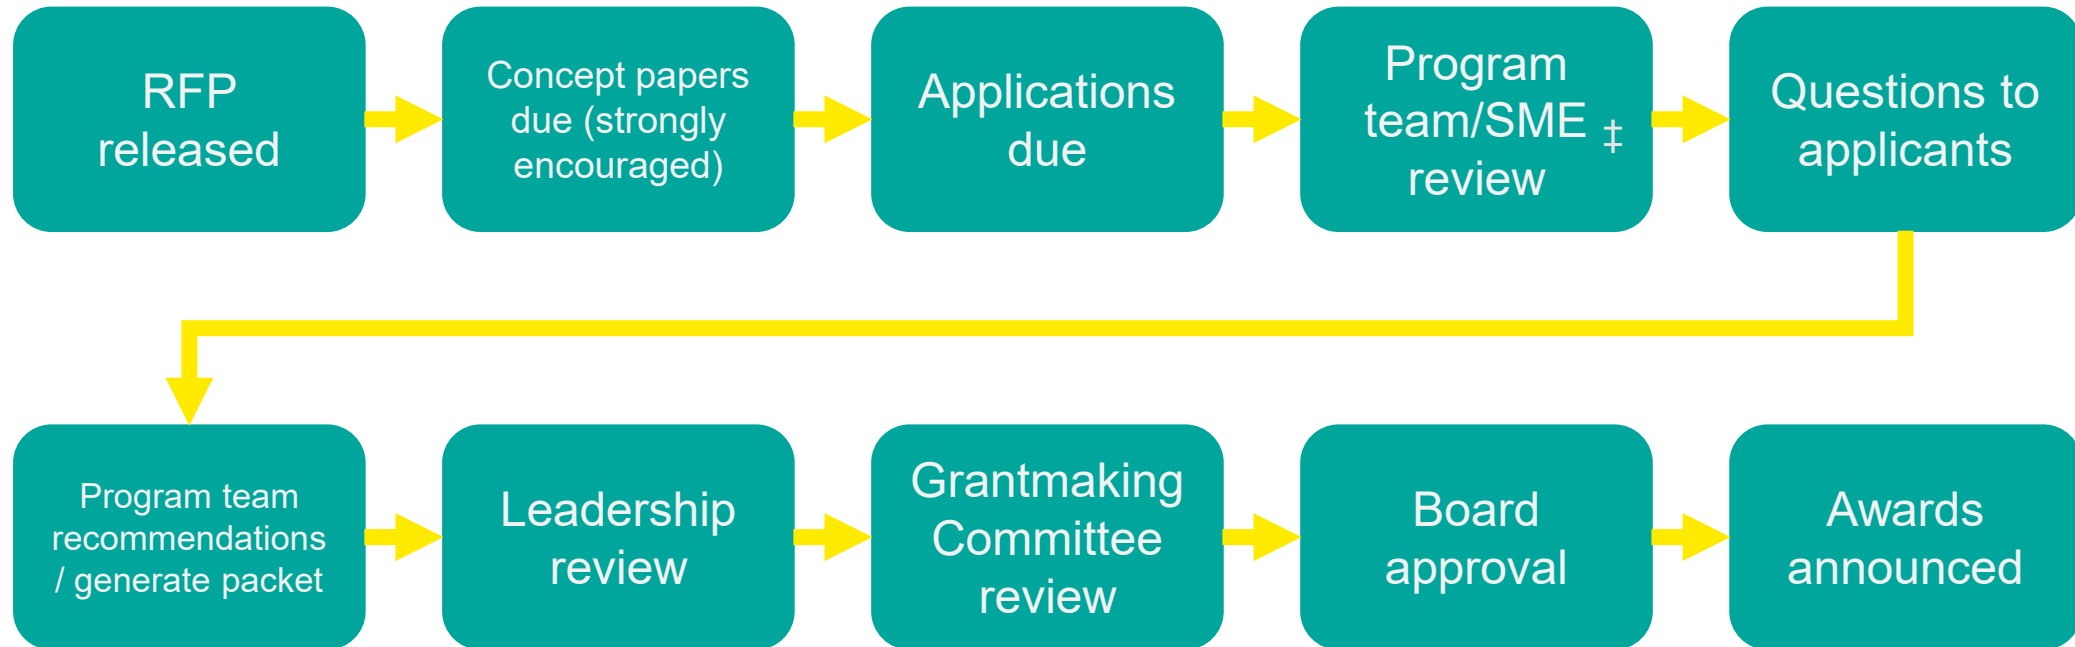 RFP
released
Concept papers
due (strongly
encouraged)
Applications
due
Program
team/SME ‡
review
Questions to
applicants
Program team
recommendations
/ generate packet
Leadership
review
Grantmaking
Committee
review
Board
approval
Awards
announced